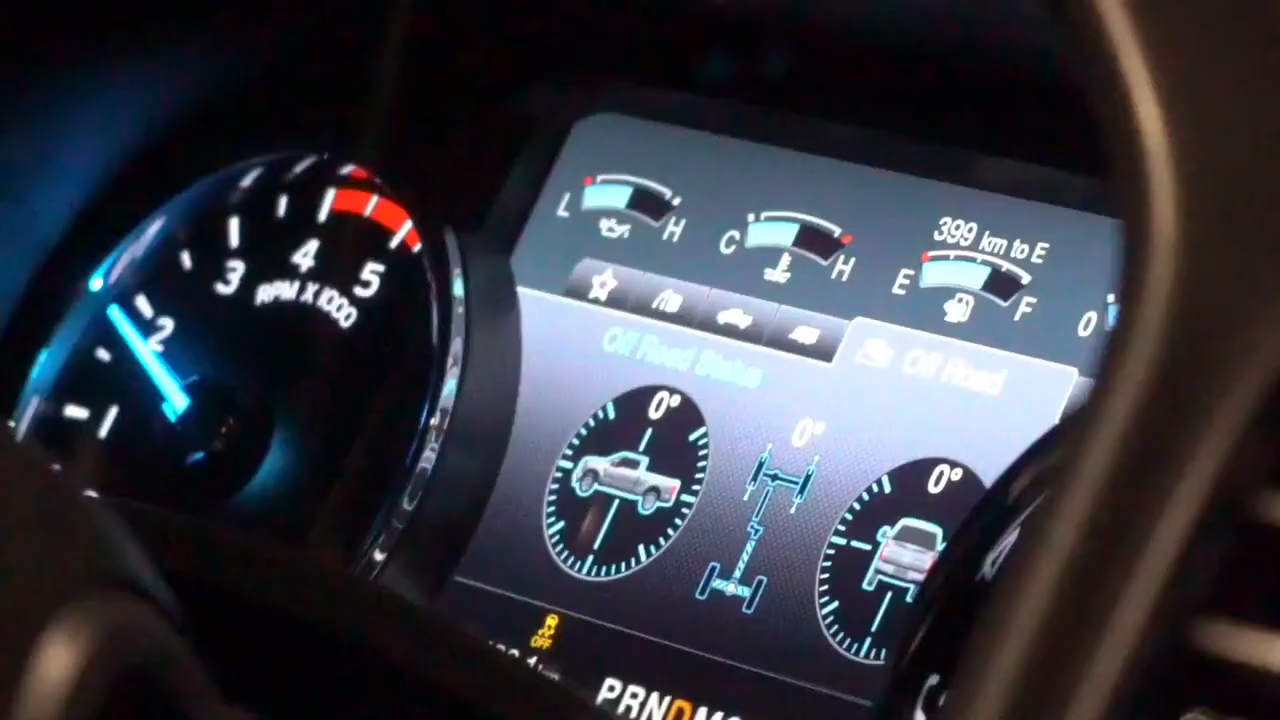 399 km to E
L H
C H
E F
0
4
3 5
RPM X 1000
2
1
Off Road Status
Off Road
0°
0°
0°
OFF
PRNDM